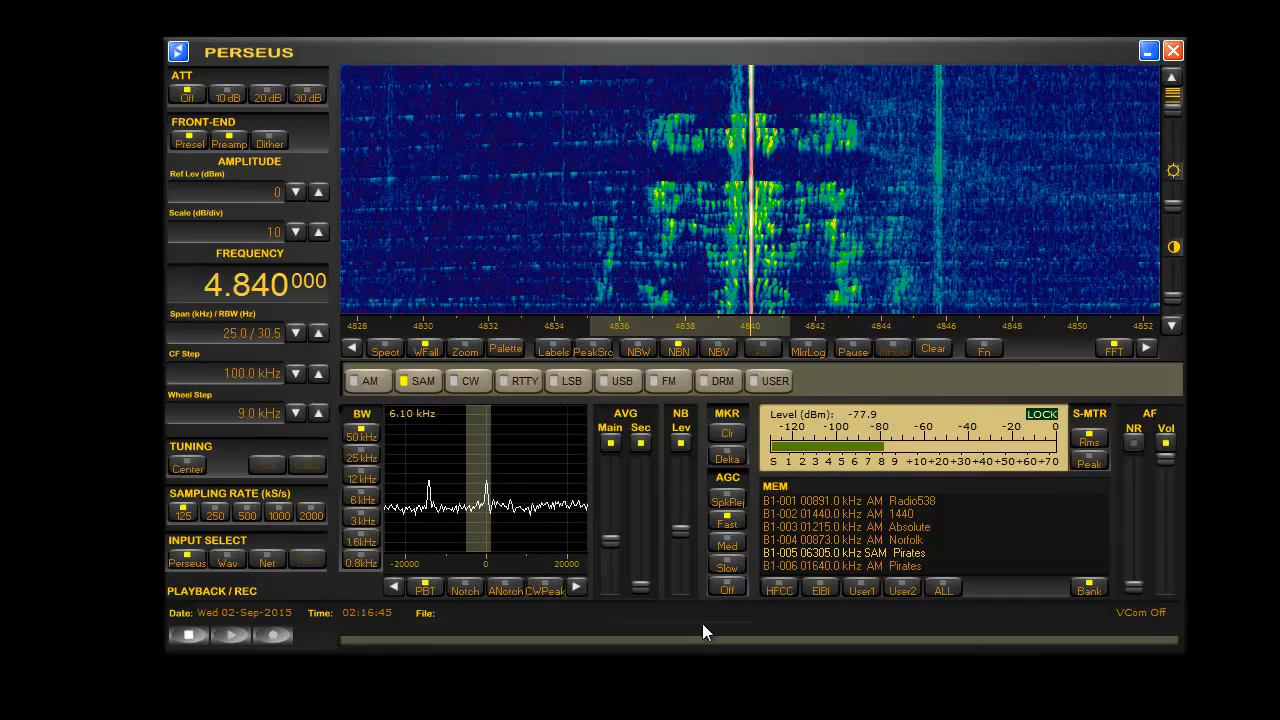 PERSEUS
ATT
Off 10 dB 20 dB 30 dB
FRONT-END
Presel Preamp Dither
AMPLITUDE
Ref Lev (dBm)
0
Scale (dB/div)
10
FREQUENCY
4.840000
Span (kHz) / RBW (Hz)
25.0 / 30.5
CF Step
100.0 kHz
Wheel Step
9.0 kHz
TUNING
Center
SAMPLING RATE (kS/s)
125 250 500 1000 2000
INPUT SELECT
Perseus Wav Net
PLAYBACK / REC
4828 4830 4832 4834 4836 4838 4840 4842 4844 4846 4848 4850 4852
Spect WFall Zoom Palette Labels PeakSrc NBW NBN NBV MkrLog Pause Clear Fn FFT
AM SAM CW RTTY LSB USB FM DRM USER
BW
50 kHz
25 kHz
12 kHz
6 kHz
3 kHz
1.6kHz
0.8kHz
6.10 kHz
-20000 0 20000
PBT Notch ANotch CWPeak
AVG
Main Sec
NB
Lev
MKR
Clr
Delta
AGC
SpkRej
Fast
Med
Slow
Off
Level (dBm): -77.9 LOCK
-120 -100 -80 -60 -40 -20 0
S 1 2 3 4 5 6 7 8 9 +10+20+30+40+50+60+70
S-MTR
Rms
Peak
AF
NR Vol
MEM
B1-001 00891.0 kHz AM Radio538
B1-002 01440.0 kHz AM 1440
B1-003 01215.0 kHz AM Absolute
B1-004 00873.0 kHz AM Norfolk
B1-005 06305.0 kHz SAM Pirates
B1-006 01640.0 kHz AM Pirates
HFCC EIBI User1 User2 ALL Bank
Date: Wed 02-Sep-2015 Time: 02:16:45 File: VCom Off